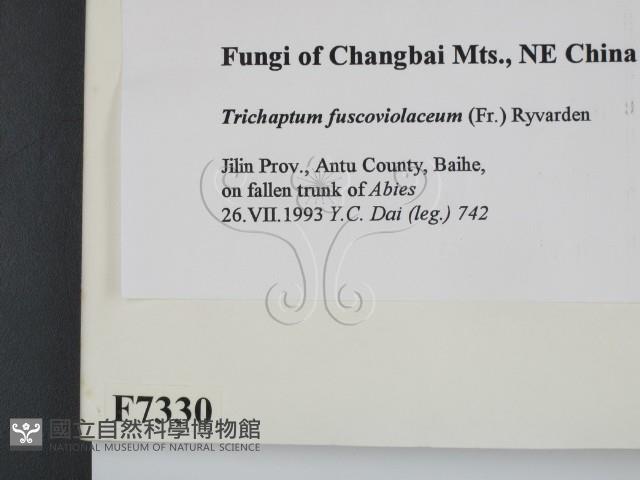 Fungi of Changbai Mts., NE China
Trichaptum fuscoviolaceum (Fr.) Ryvarden
Jilin Prov., Antu County, Baihe,
on fallen trunk of Abies
26.VII.1993 Y.C. Dai (leg.) 742
F7330
國立自然科學博物館
NATIONAL MUSEUM OF NATURAL SCIENCE